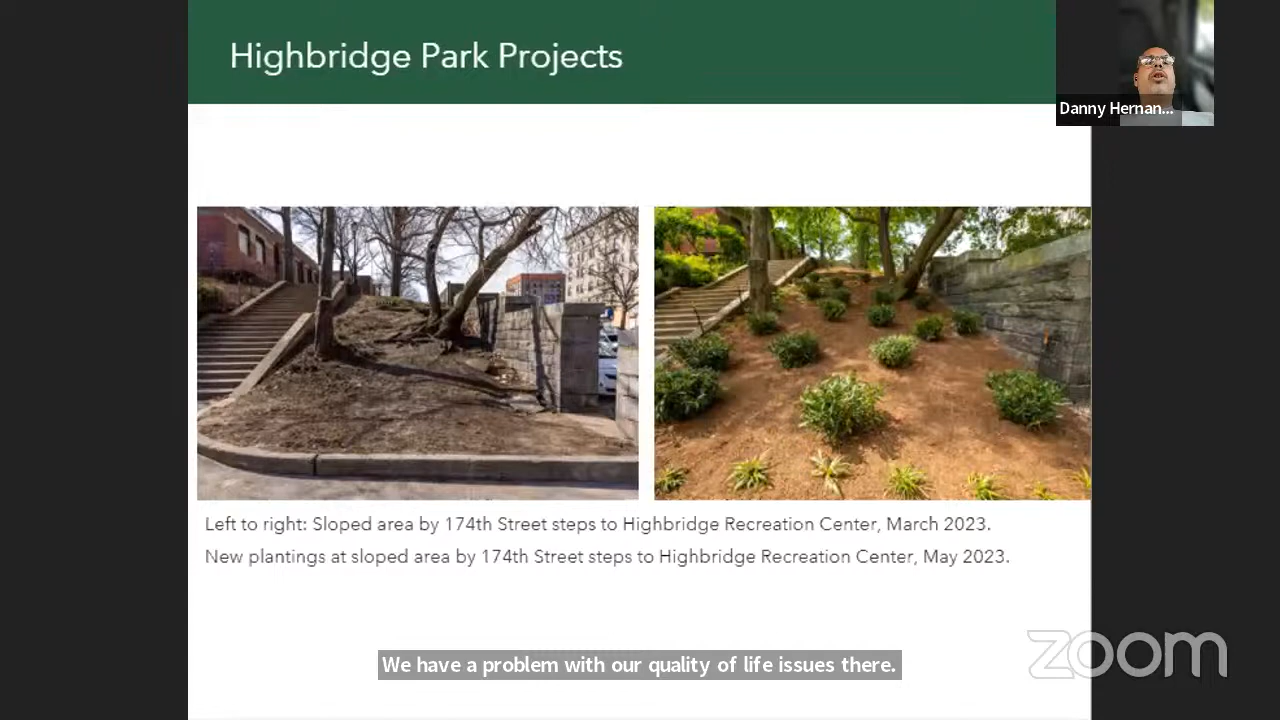 Highbridge Park Projects
Danny Hernan...
Left to right: Sloped area by 174th Street steps to Highbridge Recreation Center, March 2023.
New plantings at sloped area by 174th Street steps to Highbridge Recreation Center, May 2023.
We have a problem with our quality of life issues there.
zoom